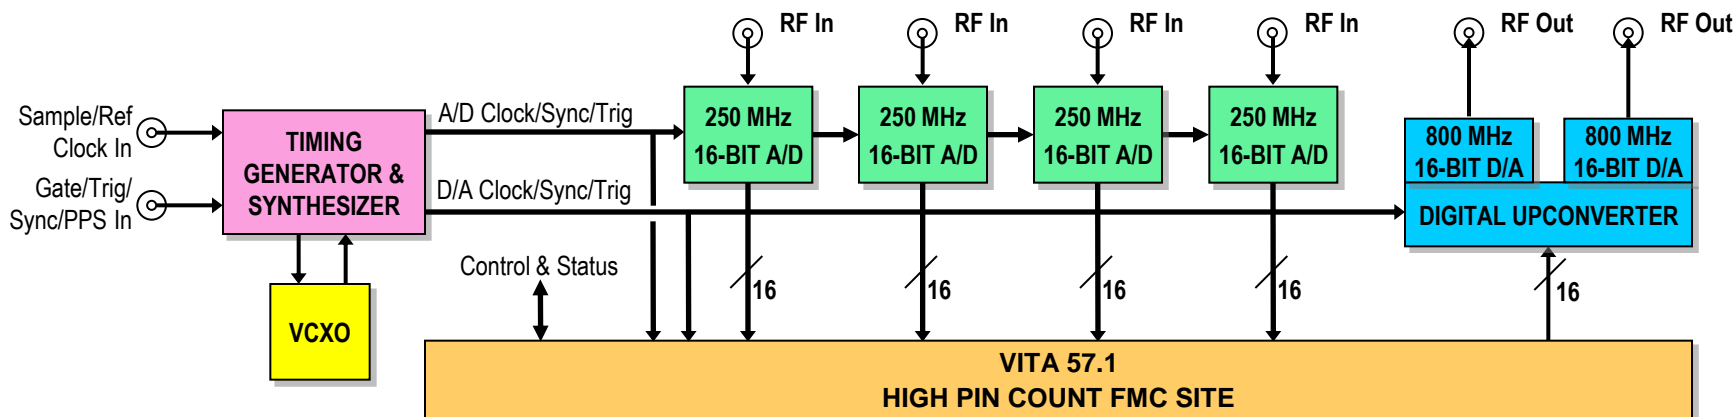 RF In
RF In
RF In
RF In
RF Out
RF Out
Sample/Ref
Clock In
Gate/Trig/
Sync/PPS In
TIMING
GENERATOR &
SYNTHESIZER
A/D Clock/Sync/Trig
D/A Clock/Sync/Trig
250 MHz
16-BIT A/D
250 MHz
16-BIT A/D
250 MHz
16-BIT A/D
250 MHz
16-BIT A/D
800 MHz
16-BIT D/A
800 MHz
16-BIT D/A
DIGITAL UPCONVERTER
VCXO
Control & Status
16
16
16
16
16
VITA 57.1
HIGH PIN COUNT FMC SITE